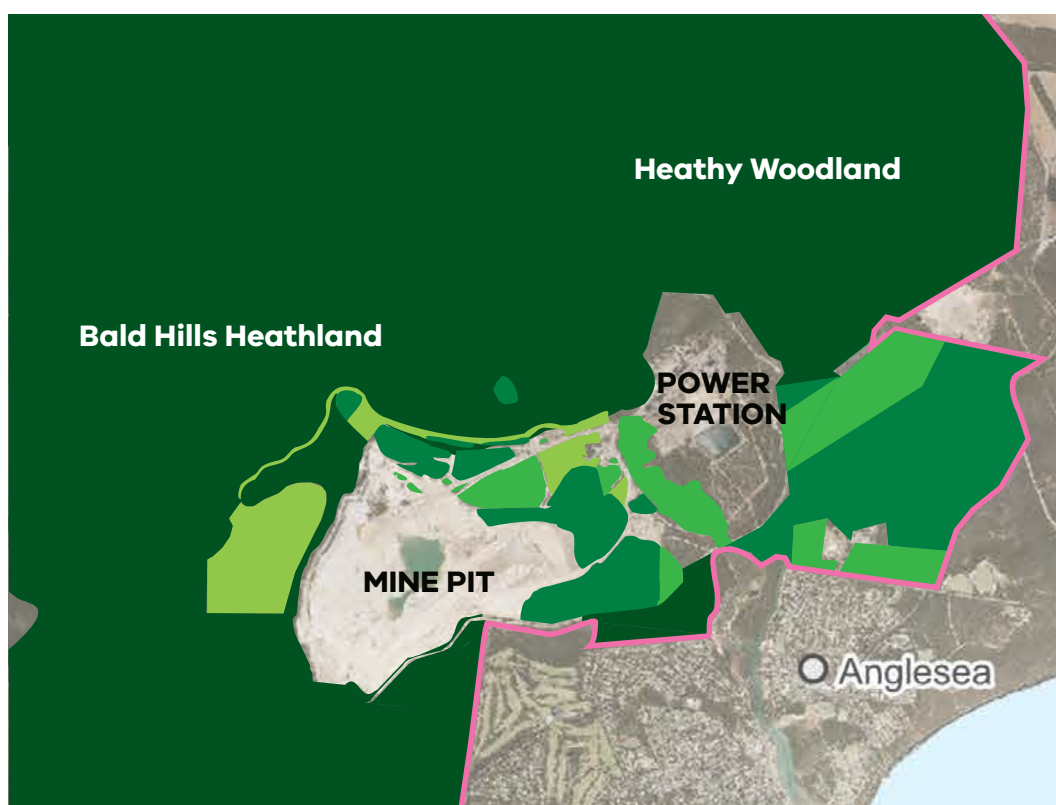 Heathy Woodland
Bald Hills Heathland
POWER
STATION
MINE PIT
Anglesea